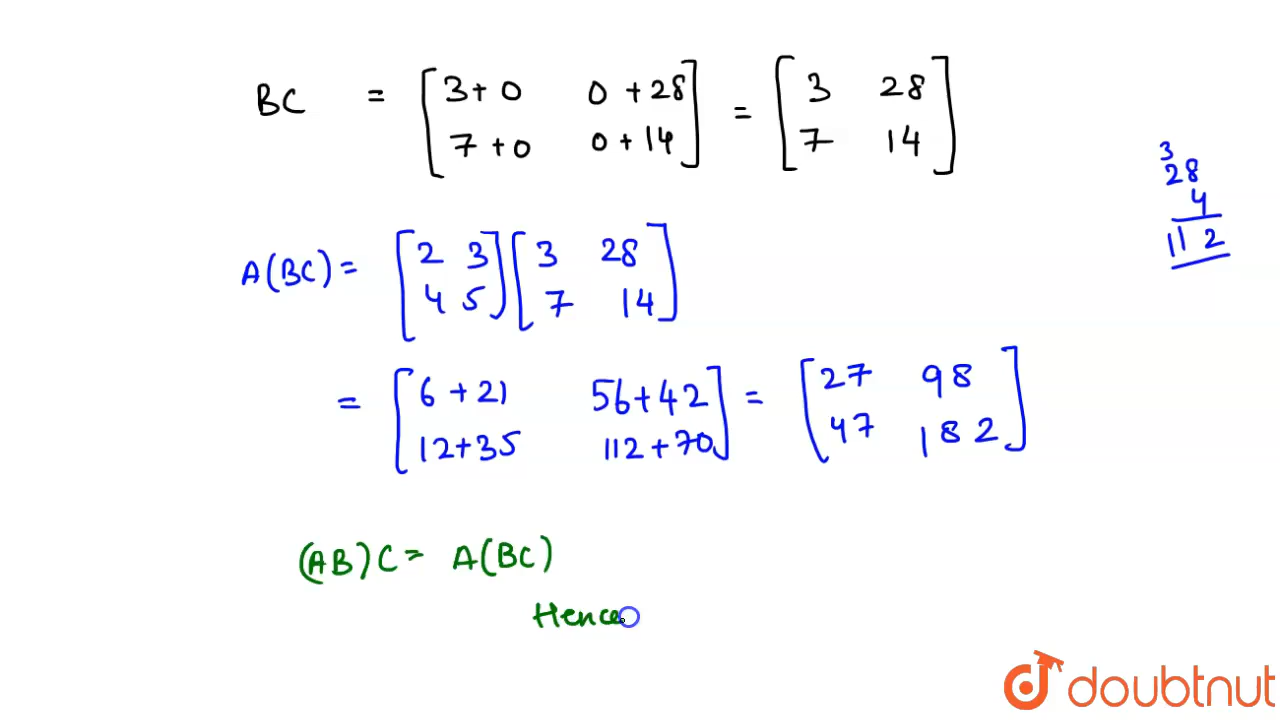 BC = [3+0 0+28] = [3 28]
[7+0 0+14] [7 14]
3
28
4
112
A(BC) = [2 3][3 28]
[4 5][7 14]
= [6+21 56+42] = [27 98]
[12+35 112+70] [47 182]
(AB)C = A(BC)
Hence
doubtnut